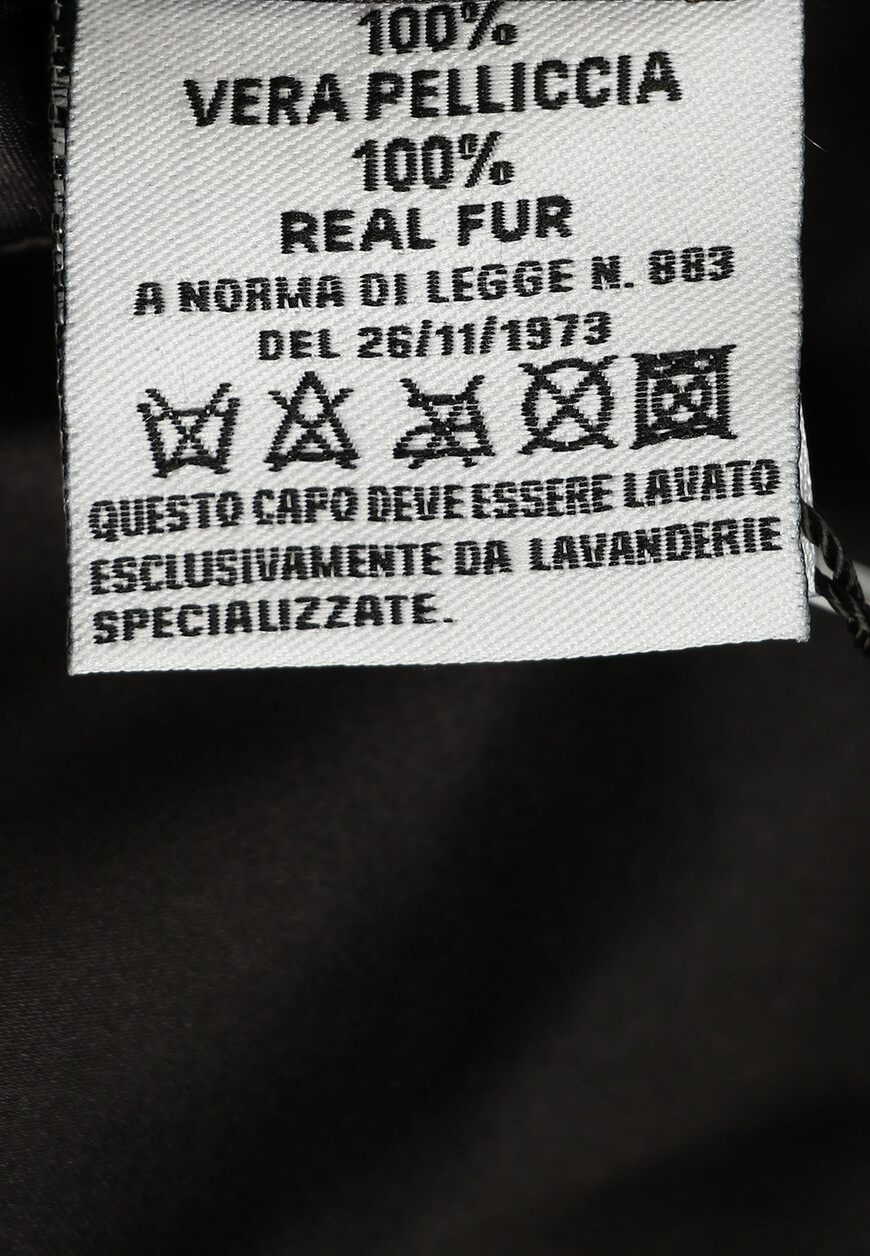 100%
VERA PELLICCIA
100%
REAL FUR
A NORMA DI LEGGE N. 883
DEL 26/11/1973
QUESTO CAPO DEVE ESSERE LAVATO
ESCLUSIVAMENTE DA LAVANDERIE
SPECIALIZZATE.